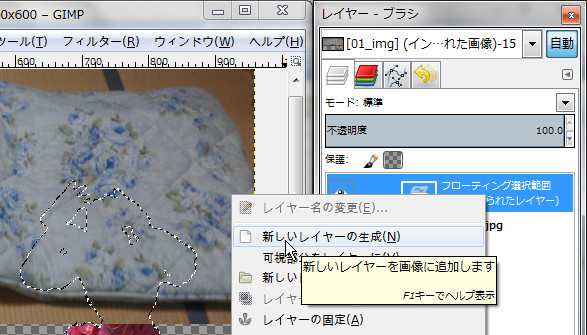 0x600 – GIMP
ツール(T) フィルタ(R) ウィンドウ(W) ヘルプ(H)
600 700 800 900
レイヤー - ブラシ
[01_img] (イン…れた画像)-15
自動
モード: 標準
不透明度 100.0
保護:
フローティング選択範囲
られたレイヤー)
jpg
レイヤー名の変更(E)...
新しいレイヤーの生成(N)
新しいレイヤーを画像に追加します
F1キーでヘルプ表示
新しい
レイヤー
レイヤーの固定(A)